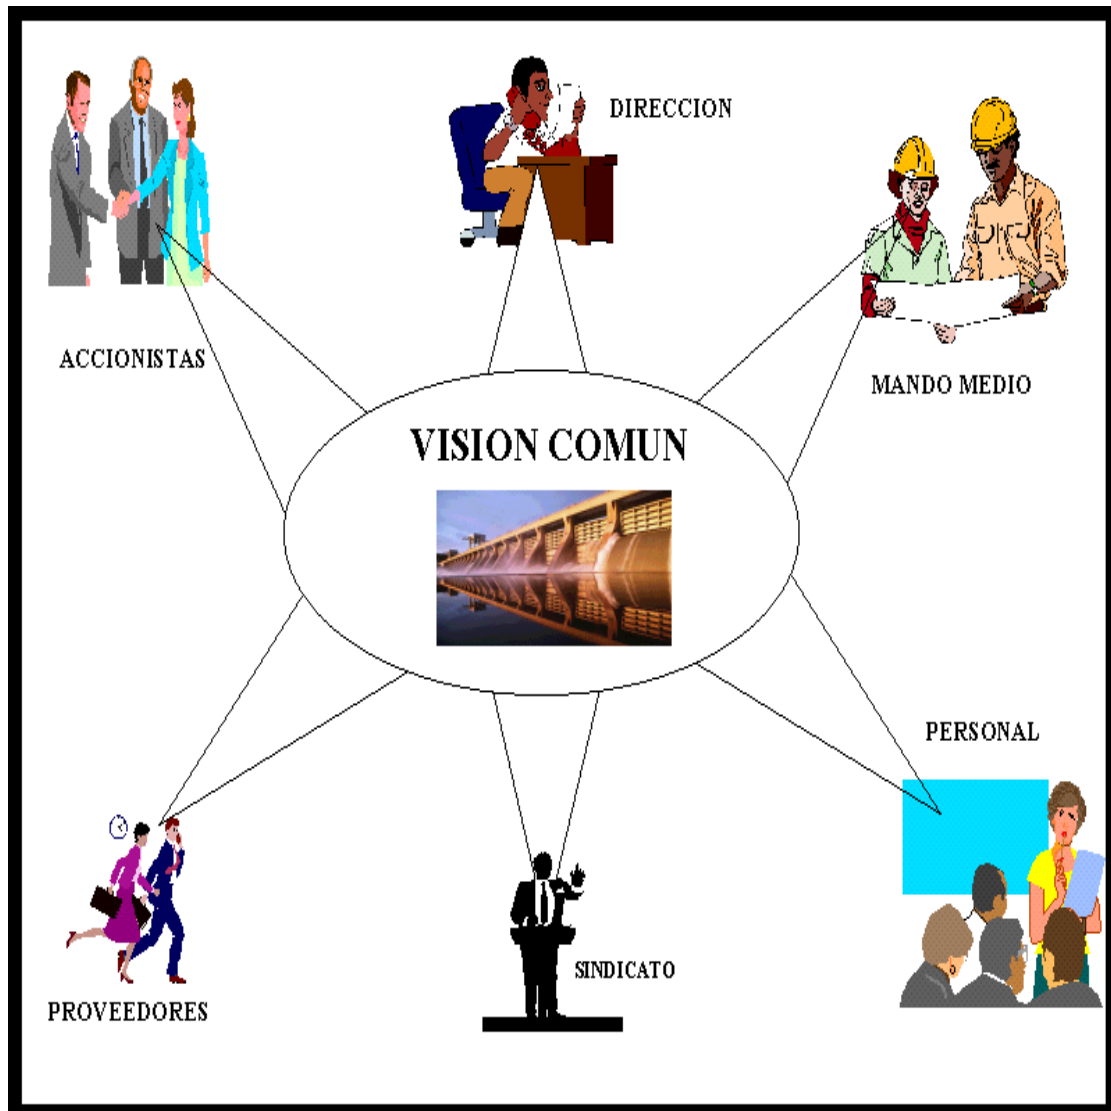 DIRECCION
ACCIONISTAS
MANDO MEDIO
VISION COMUN
PERSONAL
SINDICATO
PROVEEDORES